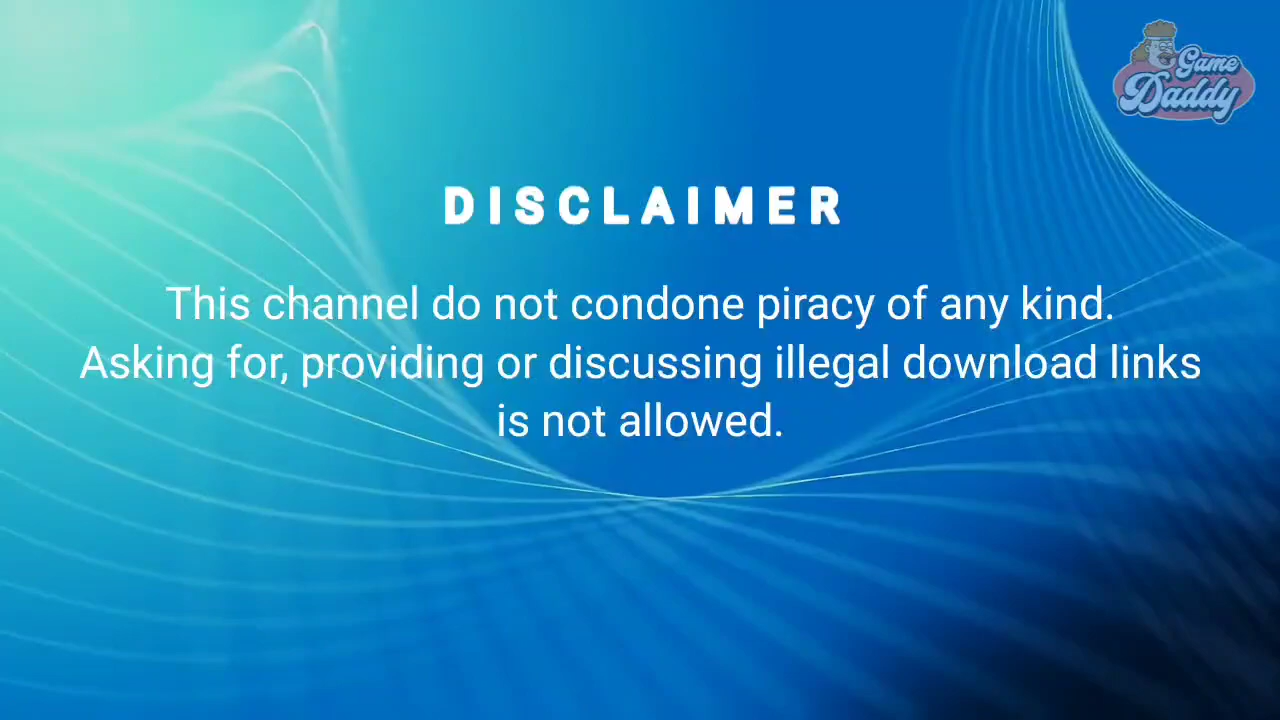 Game
Daddy
DISCLAIMER
This channel do not condone piracy of any kind.
Asking for, providing or discussing illegal download links
is not allowed.